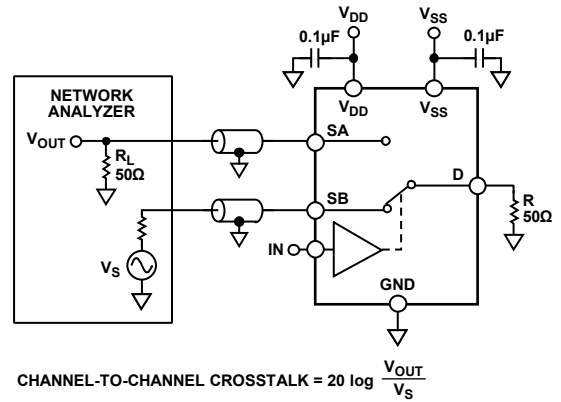 VDD
VSS
0.1µF
0.1µF
VDD
VSS
NETWORK
ANALYZER
VOUT
RL
50Ω
SA
SB
D
R
50Ω
IN
VS
GND
CHANNEL-TO-CHANNEL CROSSTALK = 20 log VOUT
VS